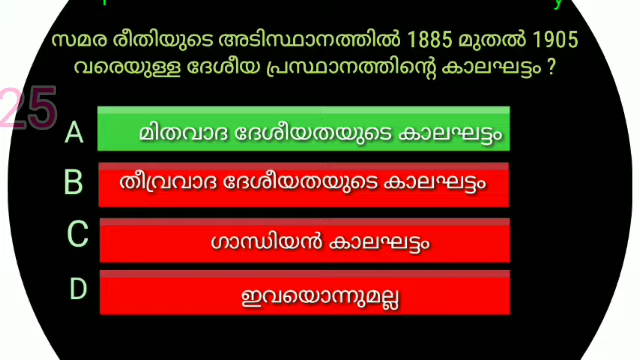 സമര രീതിയുടെ അടിസ്ഥാനത്തിൽ 1885 മുതൽ 1905
വരെയുള്ള ദേശീയ പ്രസ്ഥാനത്തിന്റെ കാലഘട്ടം ?
25
A മിതവാദ ദേശീയതയുടെ കാലഘട്ടം
B തീവ്രവാദ ദേശീയതയുടെ കാലഘട്ടം
C ഗാന്ധിയൻ കാലഘട്ടം
D ഇവയൊന്നുമല്ല